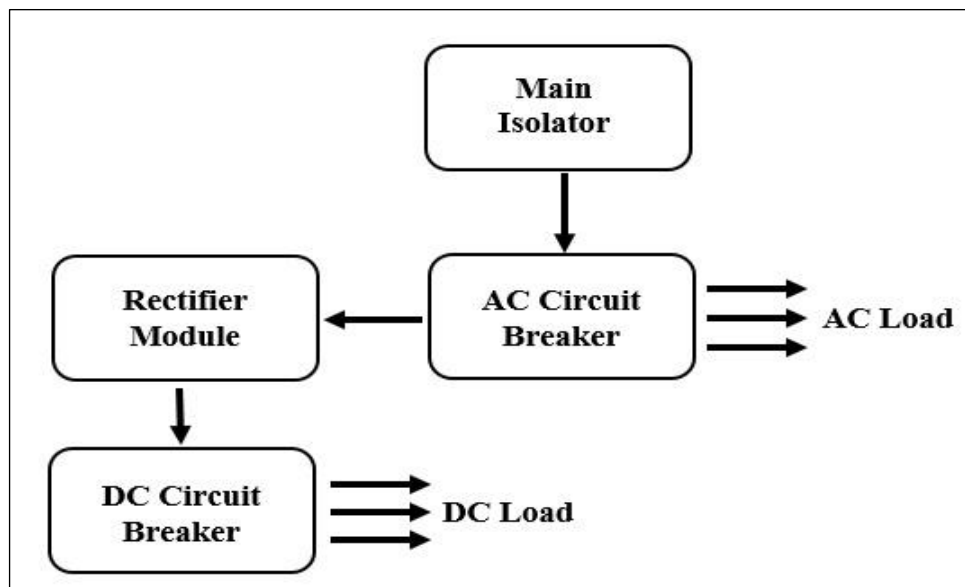 Main
Isolator
Rectifier
Module
AC Circuit
Breaker
AC Load
DC Circuit
Breaker
DC Load